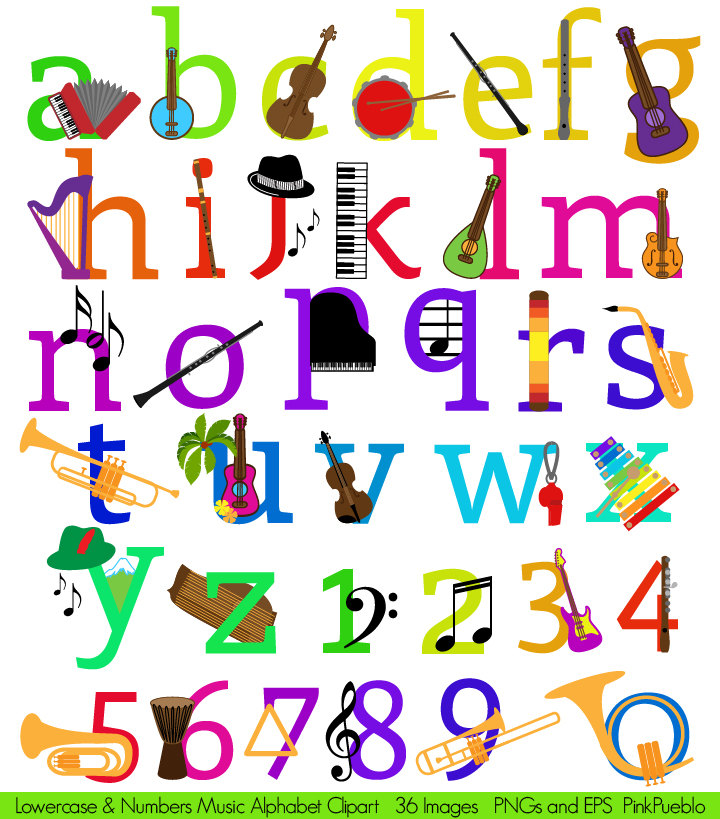 a b c d e f g
h i j k l m
n o p q r s
t u v w x
y z 1 2 3 4
5 6 7 8 9 0
Lowercase & Numbers Music Alphabet Clipart 36 Images PNGs and EPS PinkPueblo